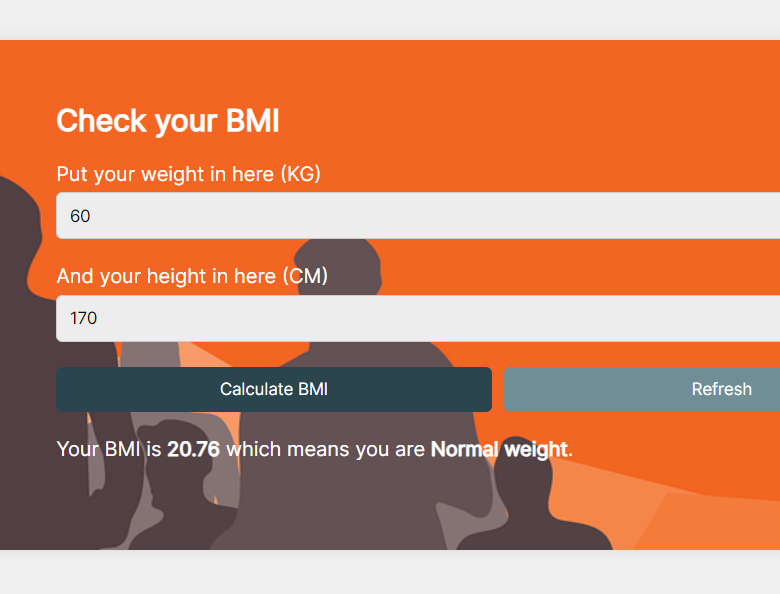 Check your BMI
Put your weight in here (KG)
60
And your height in here (CM)
170
Calculate BMI
Refresh
Your BMI is 20.76 which means you are Normal weight.